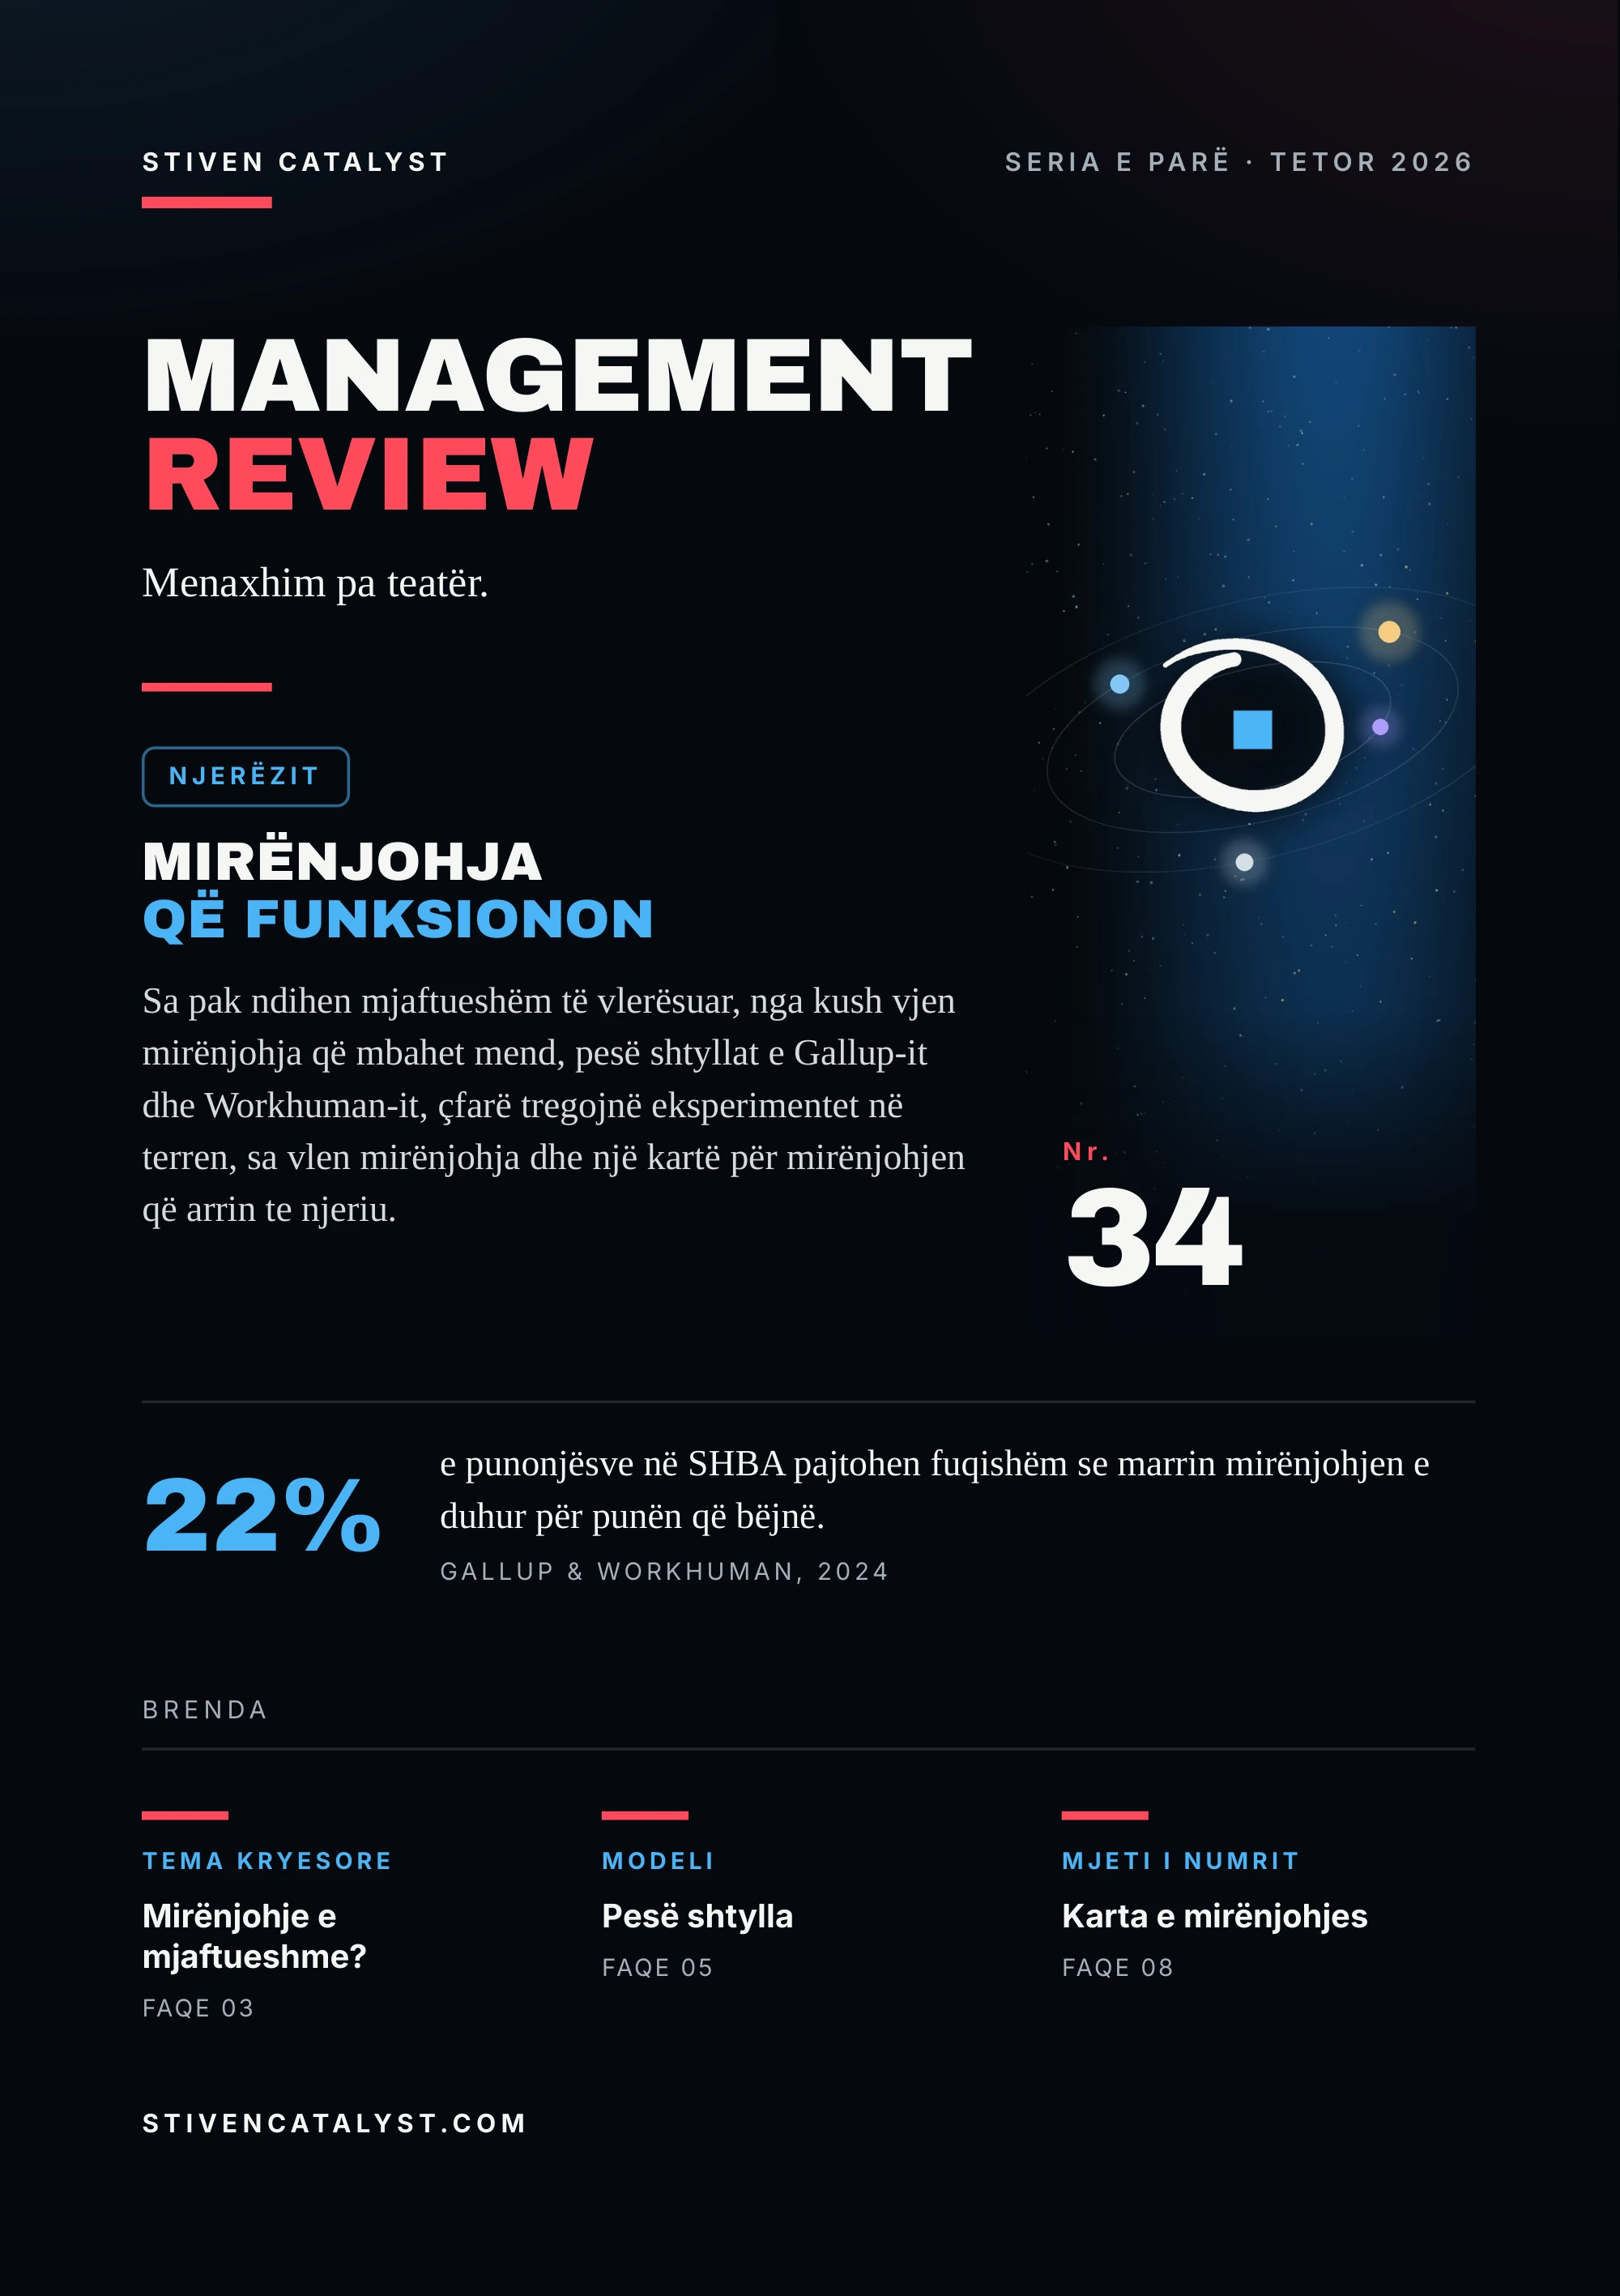 STIVEN CATALYST
SERIA E PARË · TETOR 2026
MANAGEMENT
REVIEW
Menaxhim pa teatër.
NJERËZIT
MIRËNJOHJA
QË FUNKSIONON
Sa pak ndihen mjaftueshëm të vlerësuar, nga kush vjen
mirënjohja që mbahet mend, pesë shtyllat e Gallup-it
dhe Workhuman-it, çfarë tregojnë eksperimentet në
terren, sa vlen mirënjohja dhe një kartë për mirënjohjen
që arrin te njeriu.
Nr.
34
22%
e punonjësve në SHBA pajtohen fuqishëm se marrin mirënjohjen e
duhur për punën që bëjnë.
GALLUP & WORKHUMAN, 2024
BRENDA
TEMA KRYESORE
Mirënjohje e
mjaftueshme?
FAQE 03
MODELI
Pesë shtylla
FAQE 05
MJETI I NUMRIT
Karta e mirënjohjes
FAQE 08
STIVENCATALYST.COM